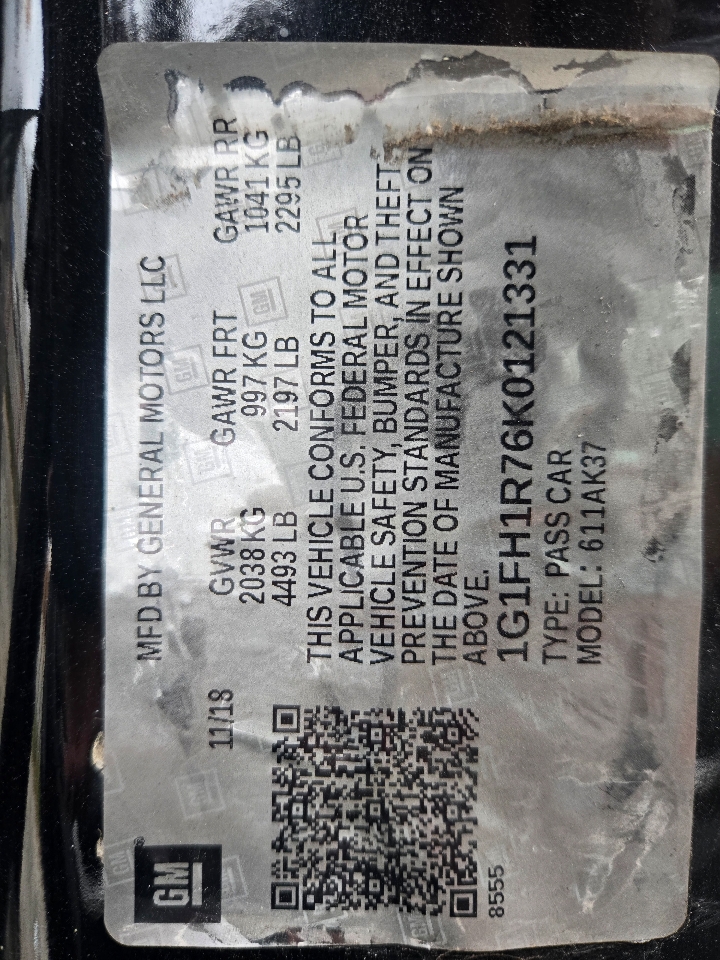 GM
MFD BY GENERAL MOTORS LLC
11/18
GVWR GAWR FRT GAWR RR
2038 KG 997 KG 1041 KG
4493 LB 2197 LB 2295 LB
THIS VEHICLE CONFORMS TO ALL
APPLICABLE U.S. FEDERAL MOTOR
VEHICLE SAFETY, BUMPER, AND THEFT
PREVENTION STANDARDS IN EFFECT ON
THE DATE OF MANUFACTURE SHOWN
ABOVE.
1G1FH1R76K0121331
TYPE: PASS CAR
MODEL: 611AK37
8555